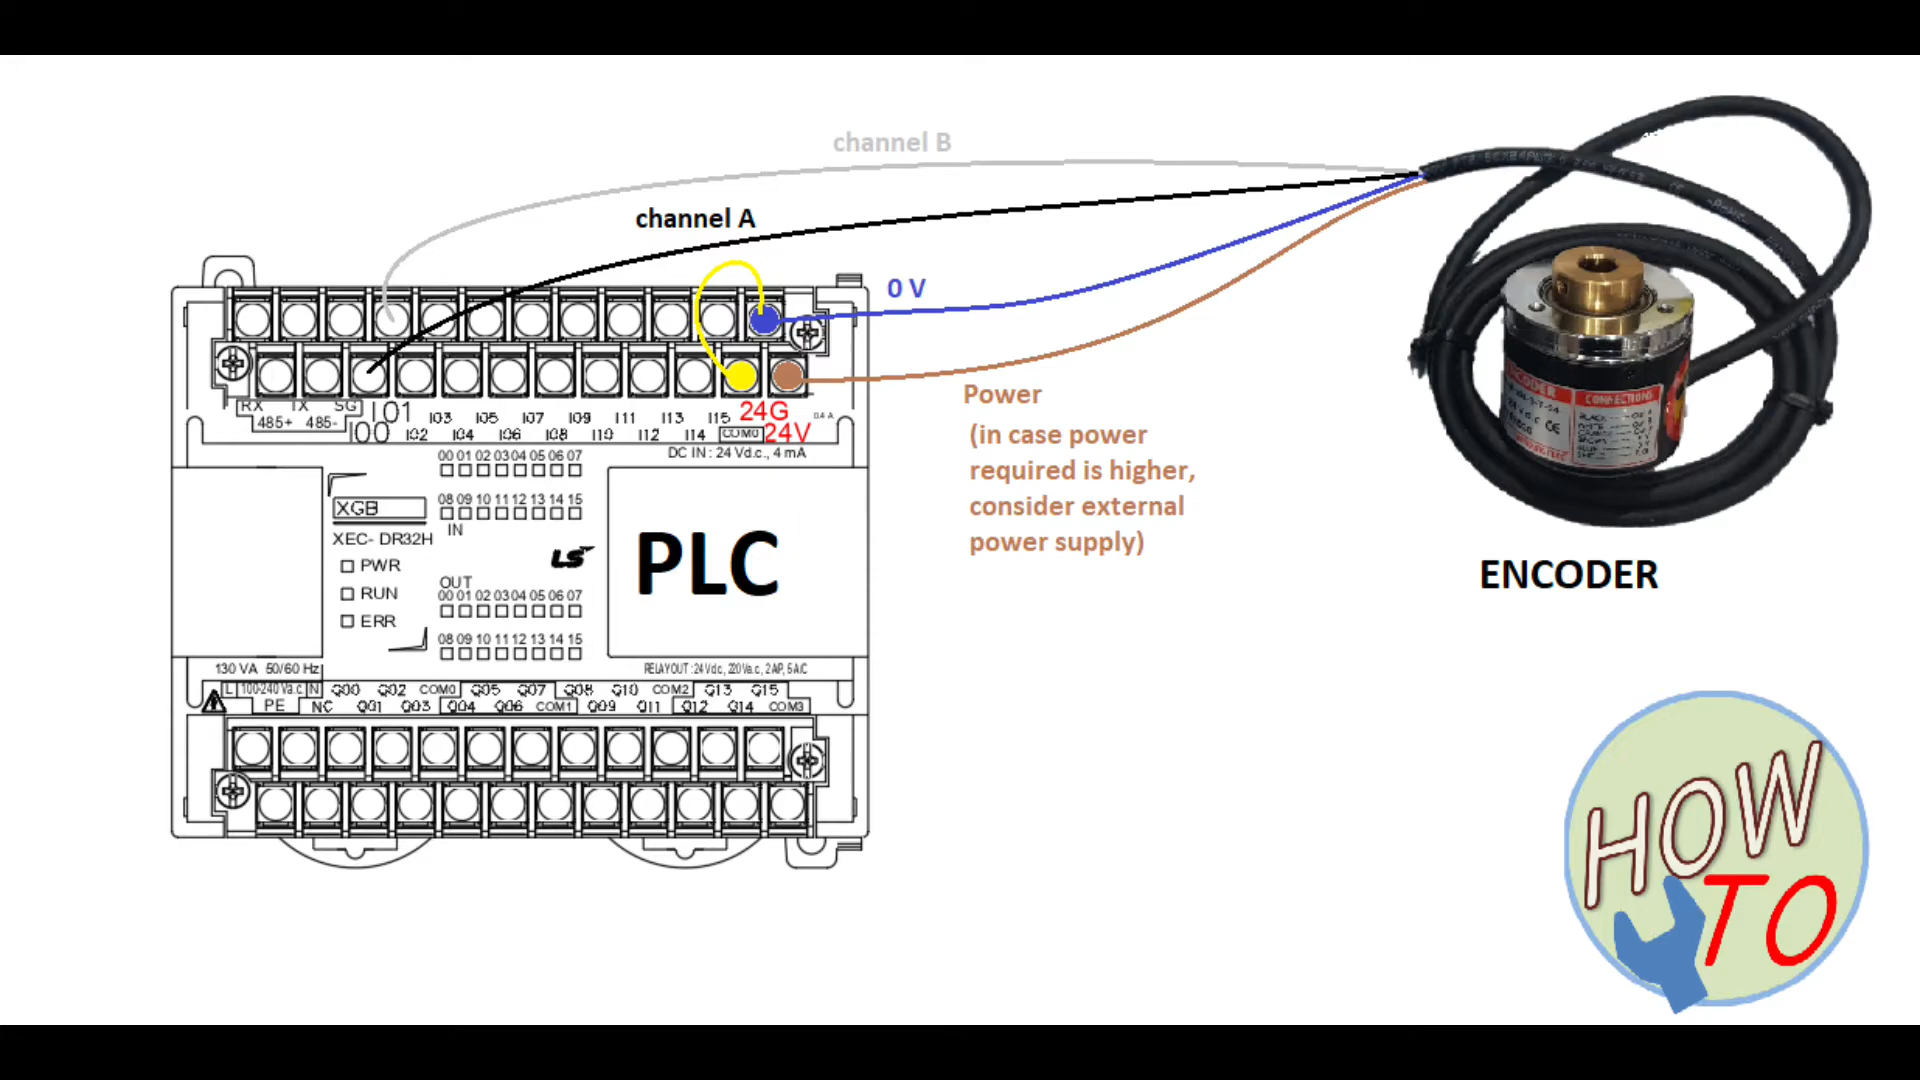 channel B
channel A
0 V
Power
(in case power
required is higher,
consider external
power supply)
RX TX SG I01 I03 I05 I07 I09 I11 I13 I15 24G 0.4 A
485+ 485- I00 I02 I04 I06 I08 I10 I12 I14 COM0 24V
DC IN : 24 Vd.c., 4 mA
00 01 02 03 04 05 06 07
08 09 10 11 12 13 14 15
IN
XGB
XEC- DR32H
PWR
RUN
ERR
LS
PLC
OUT
00 01 02 03 04 05 06 07
08 09 10 11 12 13 14 15
130 VA 50/60 Hz
RELAY OUT : 24 Vdc, 220 Va.c, 2 AP, 5 A/C
L 100-240 Va.c. N Q00 Q02 COM0 Q05 Q07 Q08 Q10 COM2 Q13 Q15
PE NC Q01 Q03 Q04 Q06 COM1 Q09 Q11 Q12 Q14 COM3
CONNECTIONS
ENCODER
HOW
TO